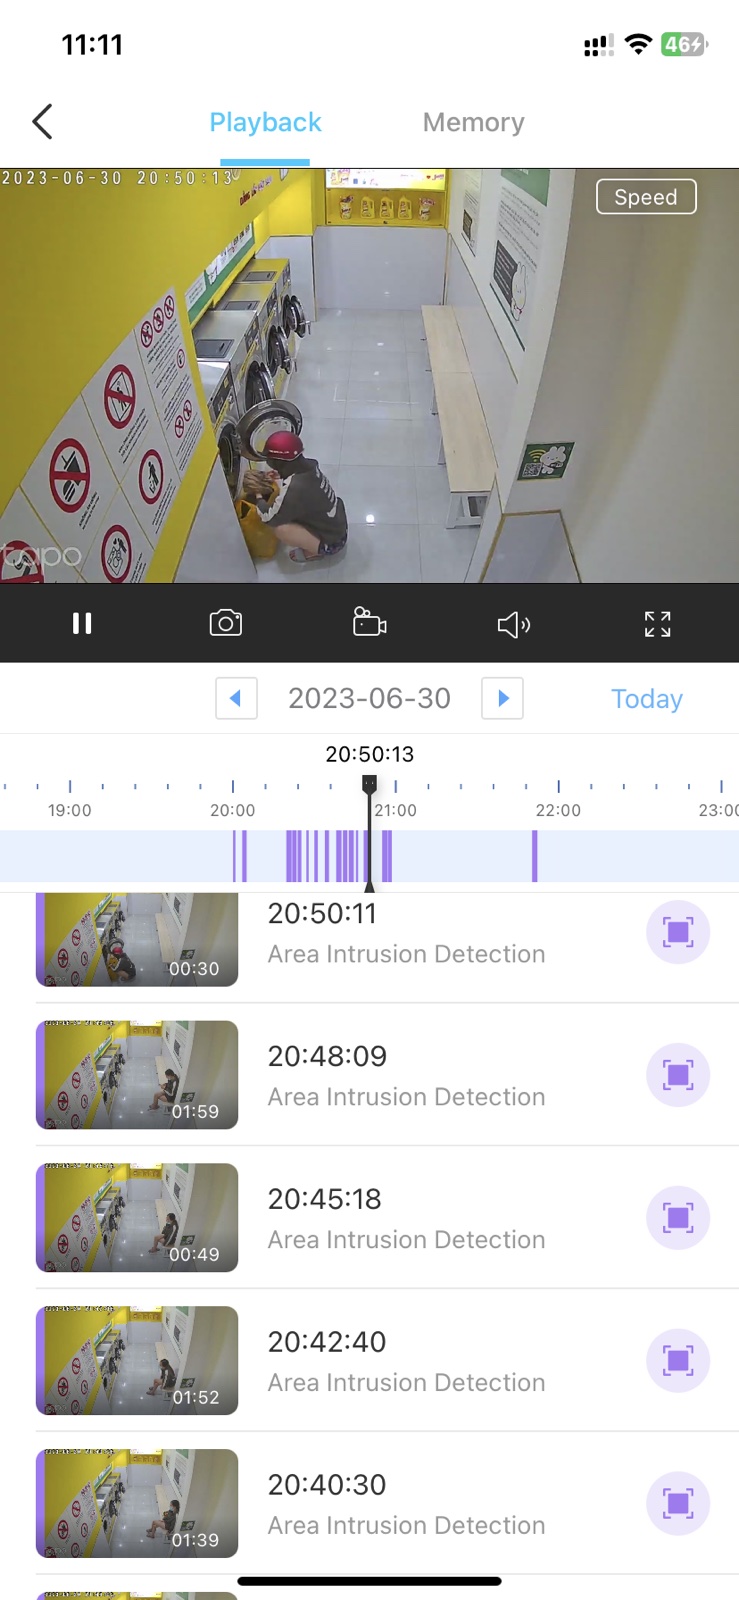 11:11
46
Playback
Memory
2023-06-30 20:50:13
Speed
tapo
2023-06-30
Today
20:50:13
19:00
20:00
21:00
22:00
23:00
20:50:11
Area Intrusion Detection
00:30
20:48:09
Area Intrusion Detection
01:59
20:45:18
Area Intrusion Detection
00:49
20:42:40
Area Intrusion Detection
01:52
20:40:30
Area Intrusion Detection
01:39